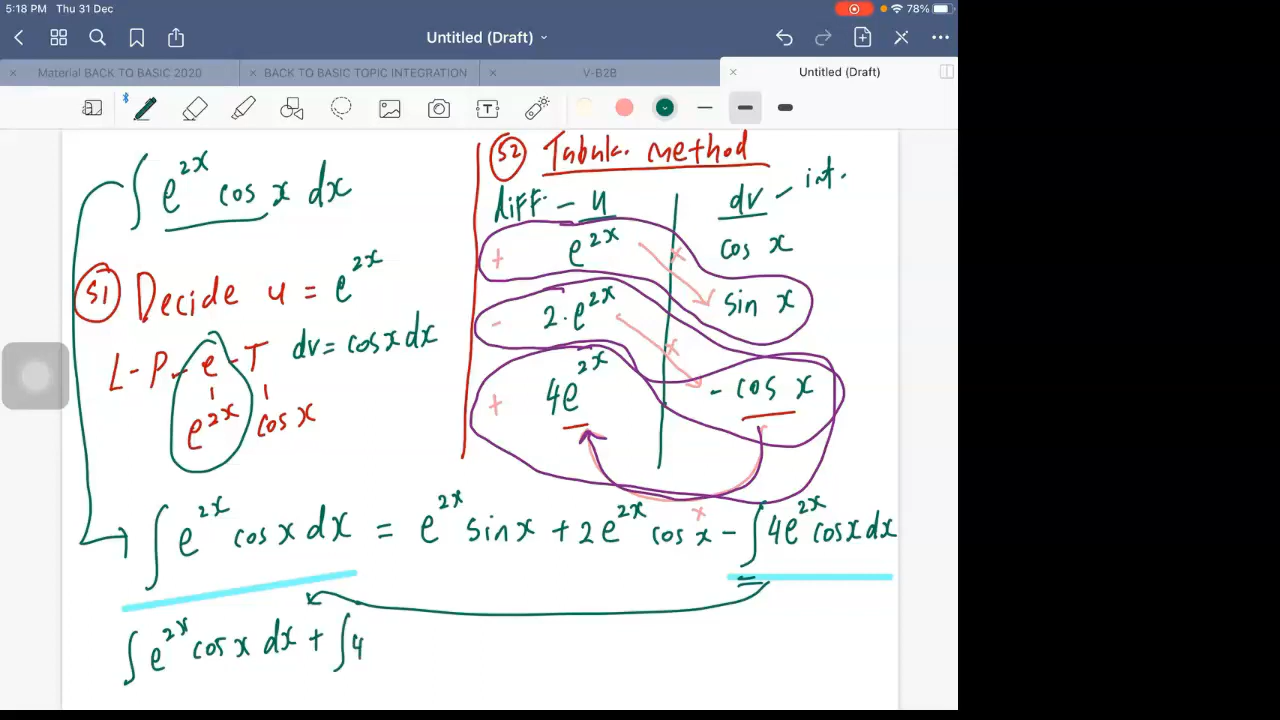 5:18 PM Thu 31 Dec
78%
Untitled (Draft)
Material BACK TO BASIC 2020
BACK TO BASIC TOPIC INTEGRATION
V-B2B
Untitled (Draft)
T
∫ e^{2x} cos x dx
S1 Decide u = e^{2x}
dv = cos x dx
L-P-e-T
e^{2x} cos x
S2 Tabular method
diff. - u dv - int.
+ e^{2x} cos x
- 2·e^{2x} sin x
+ 4e^{2x} - cos x
∫ e^{2x} cos x dx = e^{2x} sin x + 2e^{2x} cos x - ∫ 4e^{2x} cos x dx
∫ e^{2x} cos x dx + ∫ 4